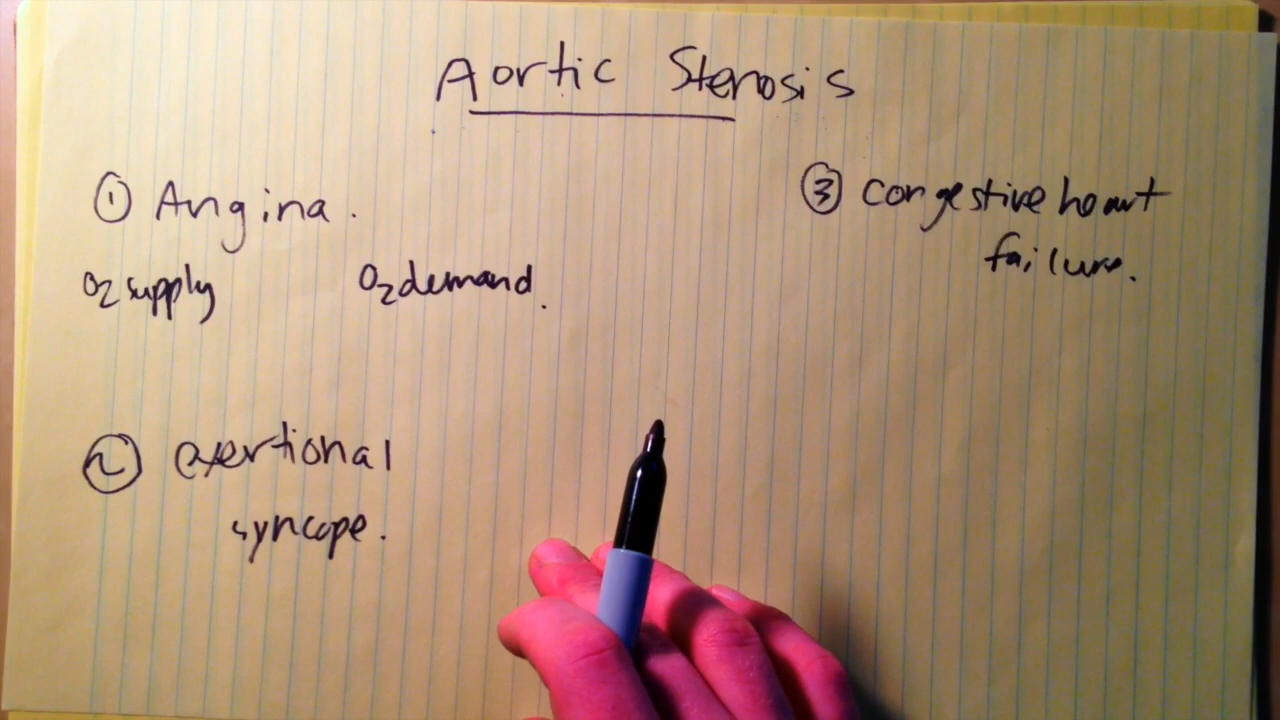 Aortic Stenosis
① Angina.
O2 supply O2 demand.
② exertional
syncope.
③ congestive heart
failure.